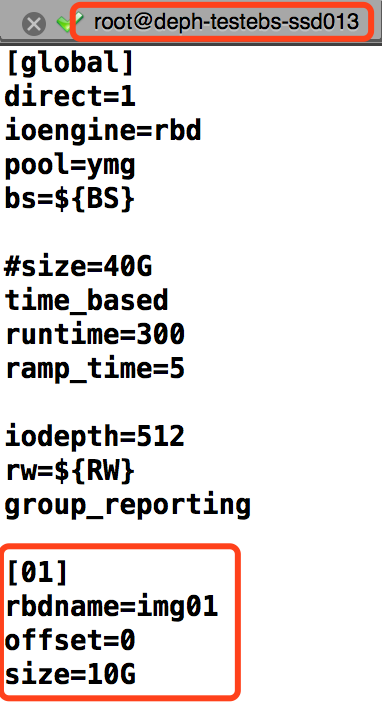 root@deph-testebs-ssd013
[global]
direct=1
ioengine=rbd
pool=ymg
bs=${BS}
#size=40G
time_based
runtime=300
ramp_time=5
iodepth=512
rw=${RW}
group_reporting
[01]
rbdname=img01
offset=0
size=10G